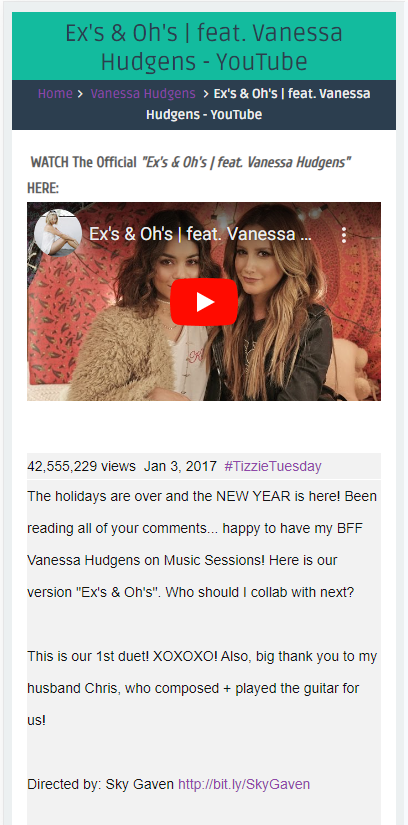 Ex's & Oh's | feat. Vanessa
Hudgens - YouTube
Home > Vanessa Hudgens > Ex's & Oh's | feat. Vanessa
Hudgens - YouTube
WATCH The Official "Ex's & Oh's | feat. Vanessa Hudgens"
HERE:
Ex's & Oh's | feat. Vanessa ...
42,555,229 views  Jan 3, 2017  #TizzieTuesday
The holidays are over and the NEW YEAR is here! Been
reading all of your comments... happy to have my BFF
Vanessa Hudgens on Music Sessions! Here is our
version "Ex's & Oh's". Who should I collab with next?
This is our 1st duet! XOXOXO! Also, big thank you to my
husband Chris, who composed + played the guitar for
us!
Directed by: Sky Gaven http://bit.ly/SkyGaven